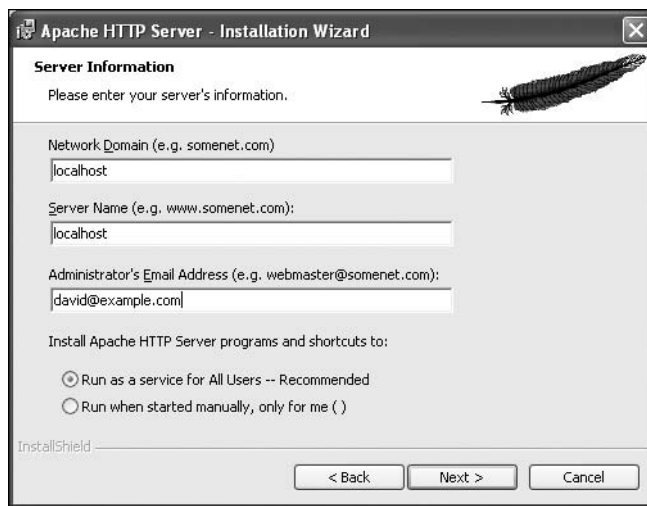 Apache HTTP Server - Installation Wizard
Server Information
Please enter your server's information.
Network Domain (e.g. somenet.com)
localhost
Server Name (e.g. www.somenet.com):
localhost
Administrator's Email Address (e.g. webmaster@somenet.com):
david@example.com
Install Apache HTTP Server programs and shortcuts to:
Run as a service for All Users -- Recommended
Run when started manually, only for me ( )
InstallShield
< Back Next > Cancel